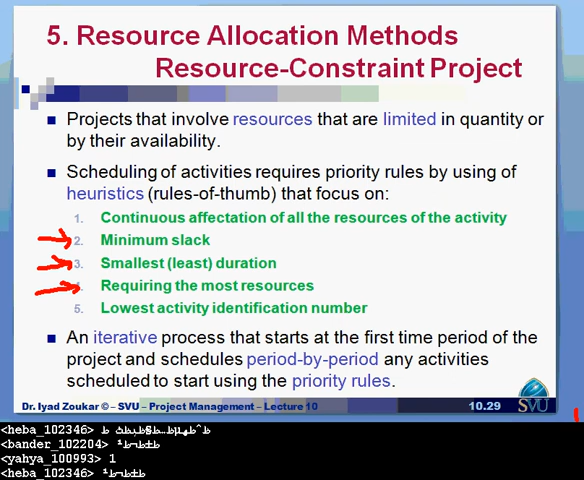 5. Resource Allocation Methods
Resource-Constraint Project
Projects that involve resources that are limited in quantity or
by their availability.
Scheduling of activities requires priority rules by using of
heuristics (rules-of-thumb) that focus on:
1. Continuous affectation of all the resources of the activity
2. Minimum slack
3. Smallest (least) duration
4. Requiring the most resources
5. Lowest activity identification number
An iterative process that starts at the first time period of the
project and schedules period-by-period any activities
scheduled to start using the priority rules.
Dr. Iyad Zoukar © – SVU – Project Management – Lecture 10
10.29
SVU
<heba_102346>
<bander_102204>
<yahya_100993> 1
<heba_102346>